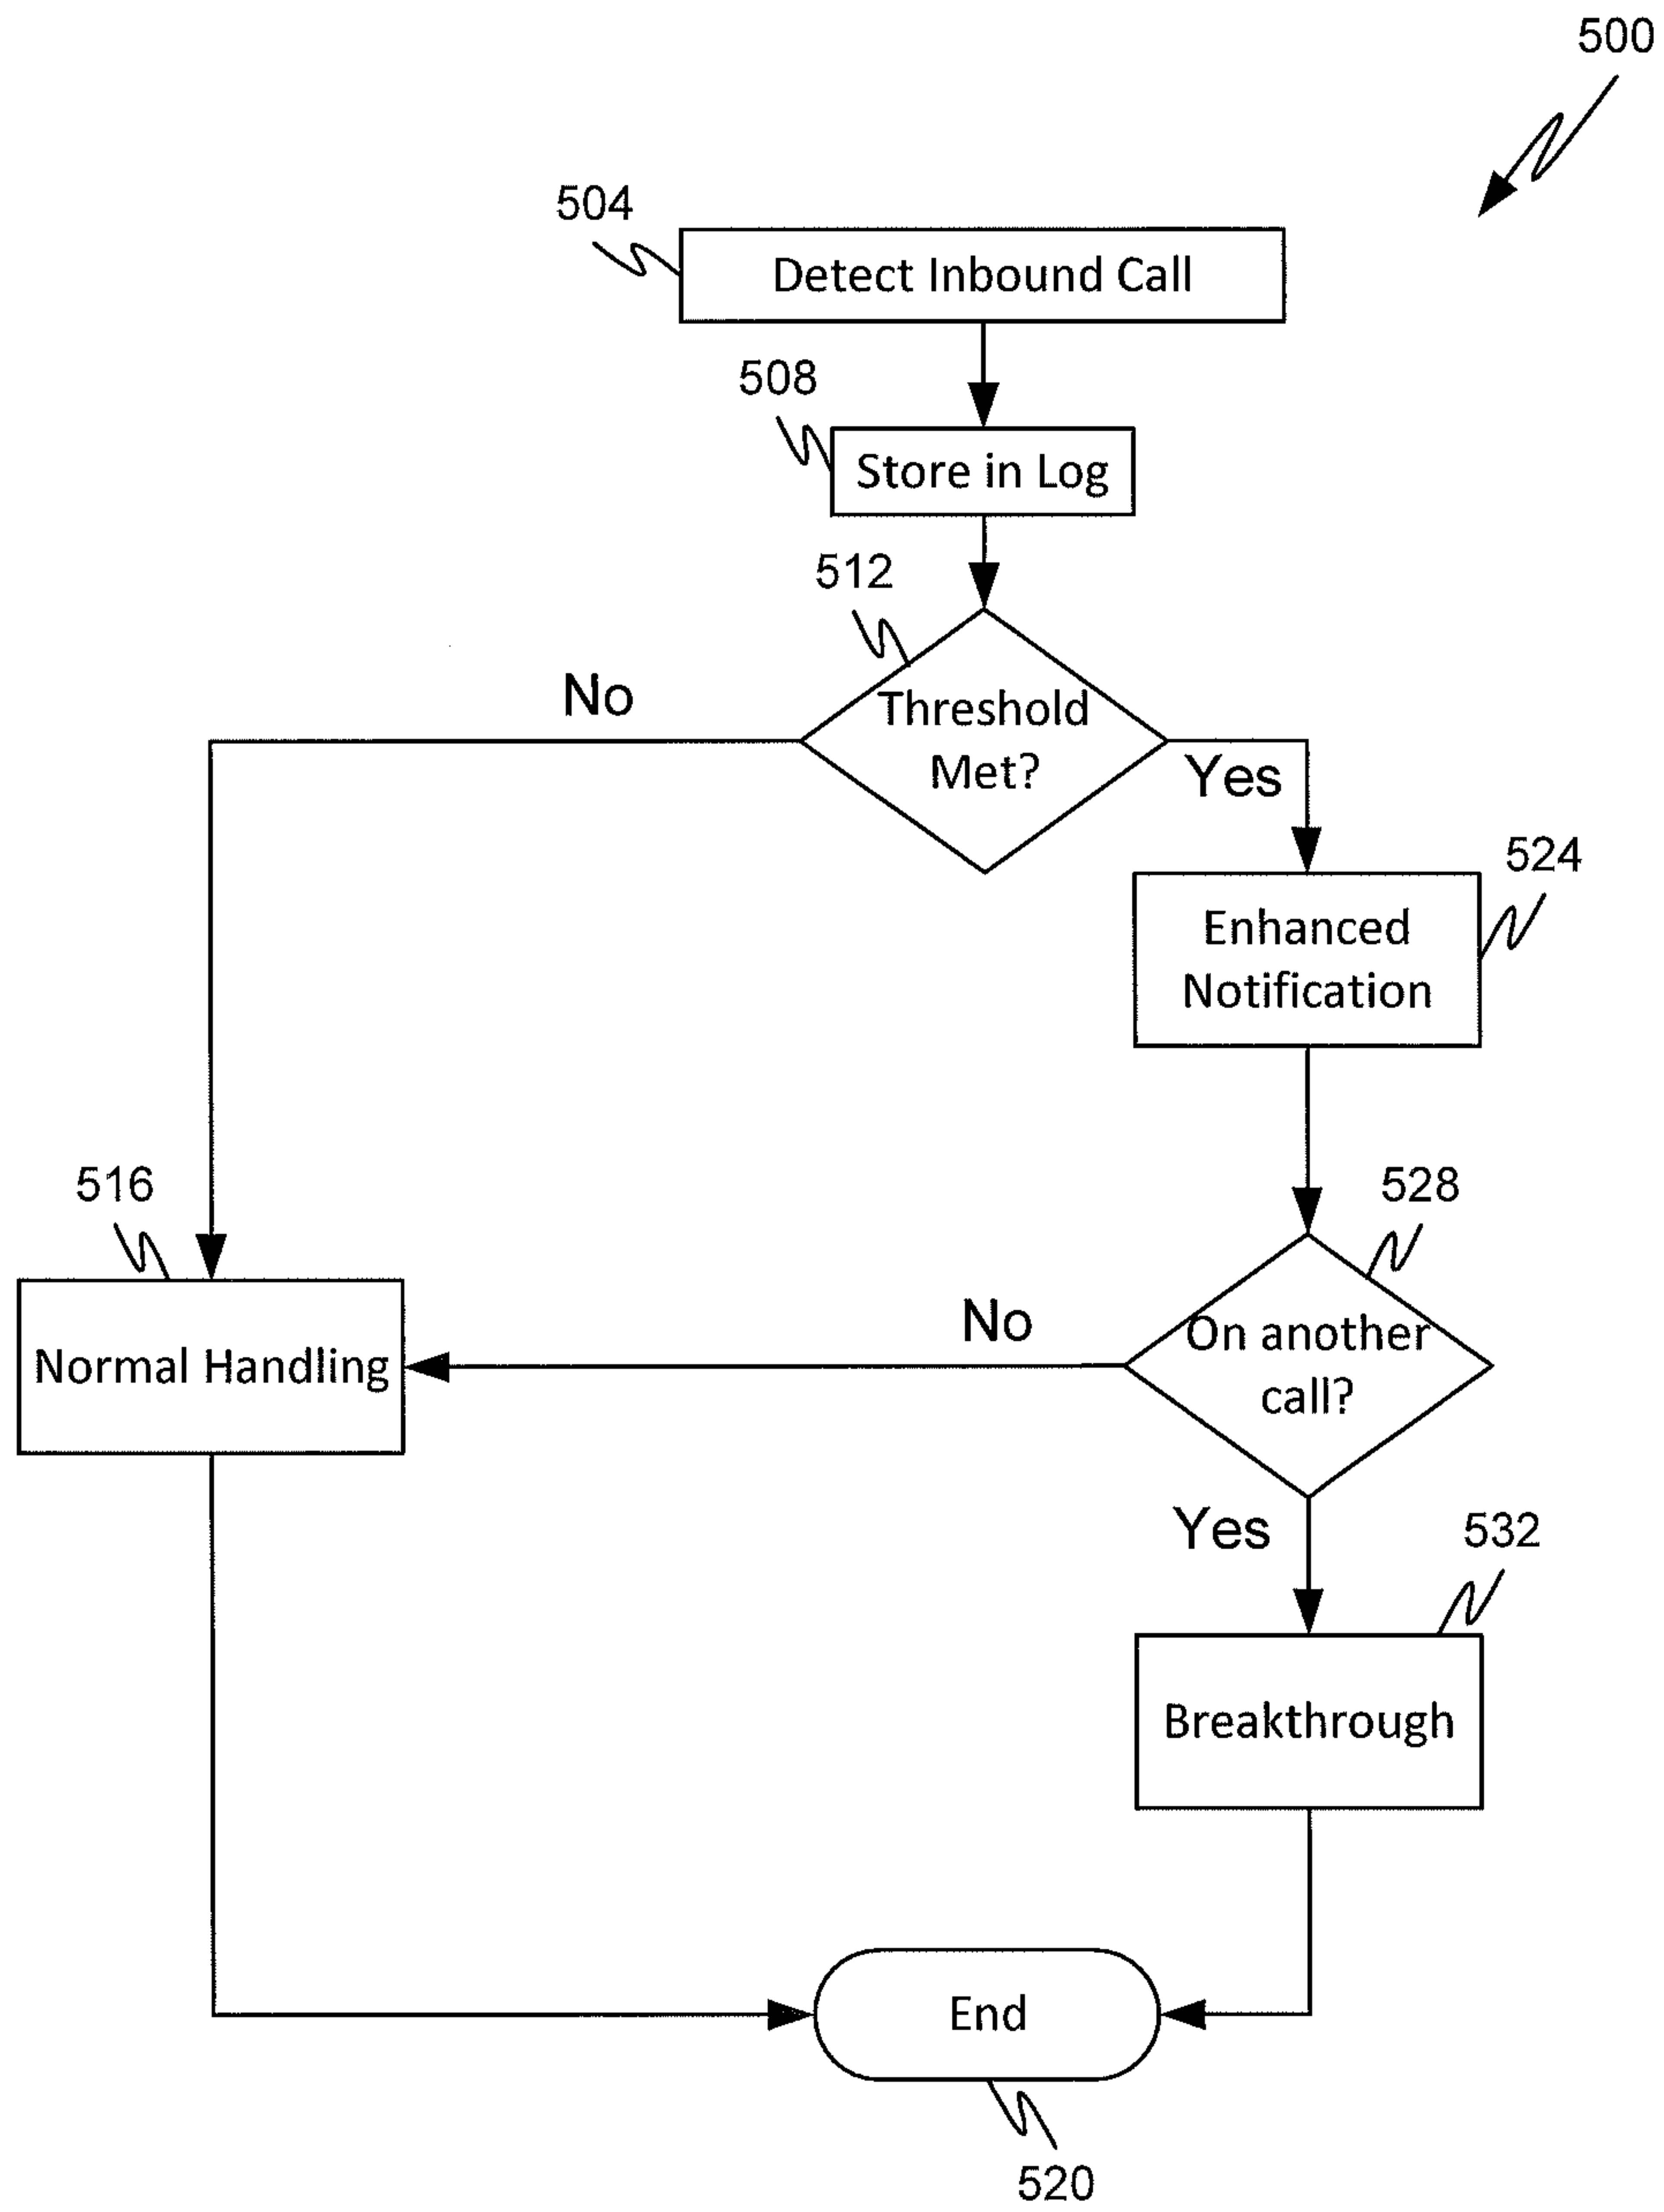 500
504
Detect Inbound Call
508
Store in Log
512
No
Threshold
Met?
Yes
524
Enhanced
Notification
516
528
No
On another
call?
Normal Handling
Yes
532
Breakthrough
End
520